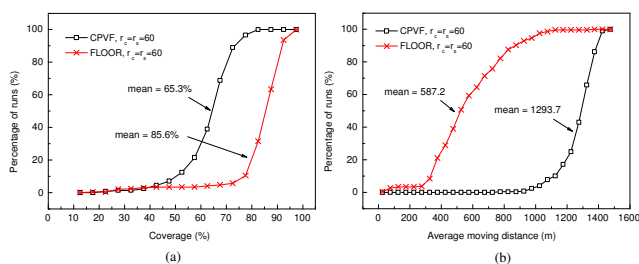 CPVF, r_c=r_s=60
FLOOR, r_c=r_s=60
mean = 65.3%
mean = 85.6%
Percentage of runs (%)
100
80
60
40
20
0
0 10 20 30 40 50 60 70 80 90 100
Coverage (%)
(a)
CPVF, r_c=r_s=60
FLOOR, r_c=r_s=60
mean = 587.2
mean = 1293.7
Percentage of runs (%)
100
80
60
40
20
0
0 200 400 600 800 1000 1200 1400 1600
Average moving distance (m)
(b)